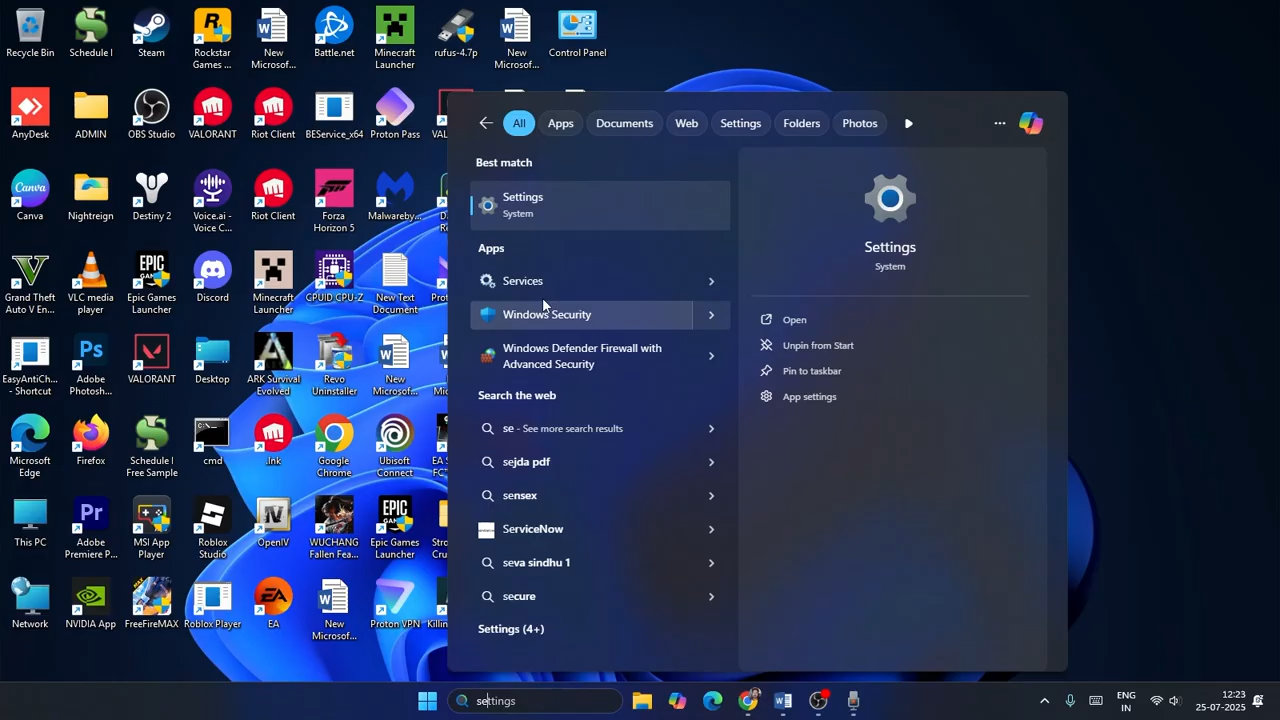 Recycle Bin
Schedule I
Steam
Rockstar Games ...
New Microsof...
Battle.net
Minecraft Launcher
rufus-4.7p
New Microsof...
Control Panel
AnyDesk
ADMIN
OBS Studio
VALORANT
Riot Client
BEService_x64
Proton Pass
Canva
Nightreign
Destiny 2
Voice.ai - Voice C...
Riot Client
Forza Horizon 5
Malwareby...
Grand Theft Auto V En...
VLC media player
Epic Games Launcher
Discord
Minecraft Launcher
CPUID CPU-Z
New Text Document
EasyAntiCh... - Shortcut
Adobe Photosh...
VALORANT
Desktop
ARK Survival Evolved
Revo Uninstaller
New Microsof...
Microsoft Edge
Firefox
Schedule I Free Sample
cmd
.lnk
Google Chrome
Ubisoft Connect
This PC
Adobe Premiere P...
MSI App Player
Roblox Studio
OpenIV
WUCHANG Fallen Fea...
Epic Games Launcher
Network
NVIDIA App
FreeFireMAX
Roblox Player
EA
New Microsof...
Proton VPN
All
Apps
Documents
Web
Settings
Folders
Photos
Best match
Settings
System
Apps
Services
Windows Security
Windows Defender Firewall with
Advanced Security
Search the web
se - See more search results
sejda pdf
sensex
ServiceNow
seva sindhu 1
secure
Settings (4+)
Settings
System
Open
Unpin from Start
Pin to taskbar
App settings
settings
ENG
IN
12:23
25-07-2025